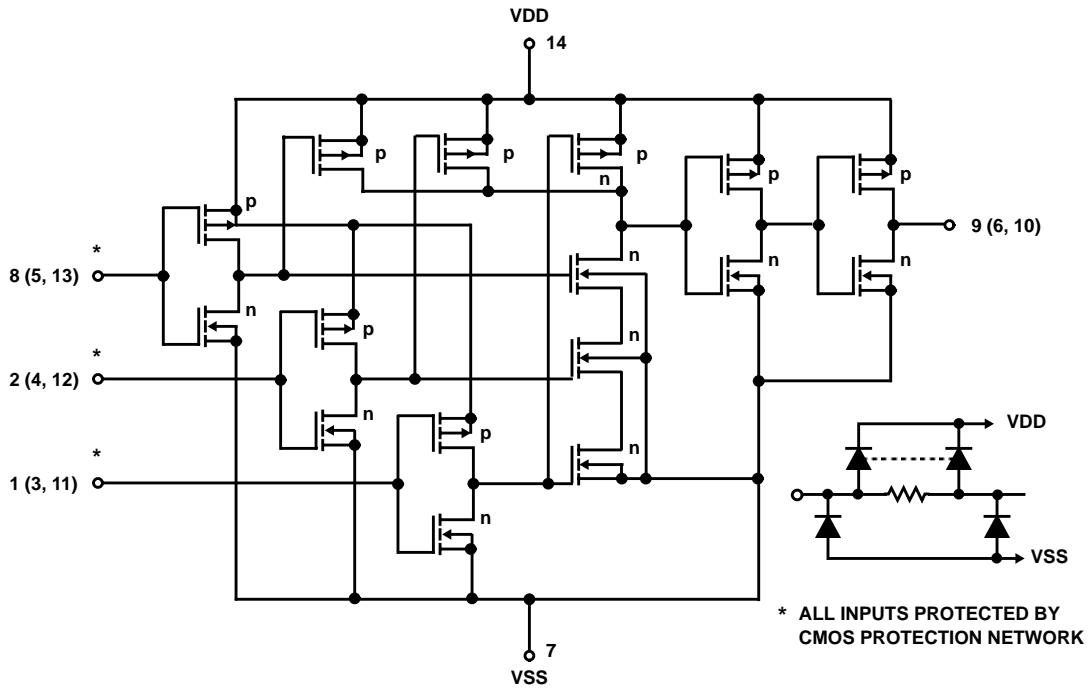 VDD
14
p
p
p
n
p
p
p
9 (6, 10)
*
8 (5, 13)
n
n
n
n
p
n
*
2 (4, 12)
n
p
n
VDD
*
1 (3, 11)
n
VSS
* ALL INPUTS PROTECTED BY
CMOS PROTECTION NETWORK
7
VSS